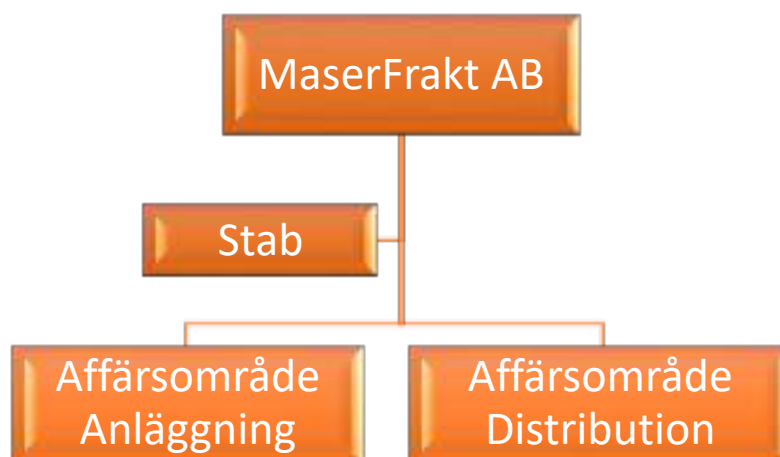 MaserFrakt AB
Stab
Affärsområde
Anläggning
Affärsområde
Distribution